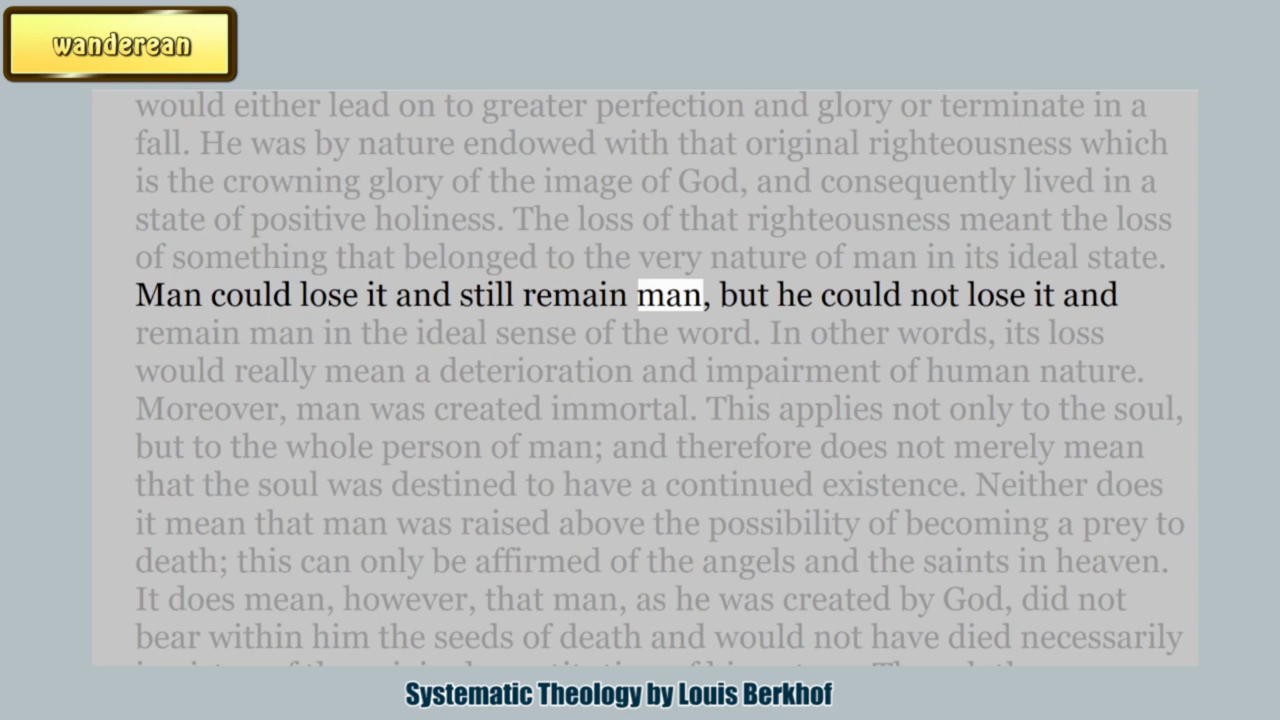 wanderean
would either lead on to greater perfection and glory or terminate in a
fall. He was by nature endowed with that original righteousness which
is the crowning glory of the image of God, and consequently lived in a
state of positive holiness. The loss of that righteousness meant the loss
of something that belonged to the very nature of man in its ideal state.
Man could lose it and still remain man, but he could not lose it and
remain man in the ideal sense of the word. In other words, its loss
would really mean a deterioration and impairment of human nature.
Moreover, man was created immortal. This applies not only to the soul,
but to the whole person of man; and therefore does not merely mean
that the soul was destined to have a continued existence. Neither does
it mean that man was raised above the possibility of becoming a prey to
death; this can only be affirmed of the angels and the saints in heaven.
It does mean, however, that man, as he was created by God, did not
bear within him the seeds of death and would not have died necessarily
Systematic Theology by Louis Berkhof